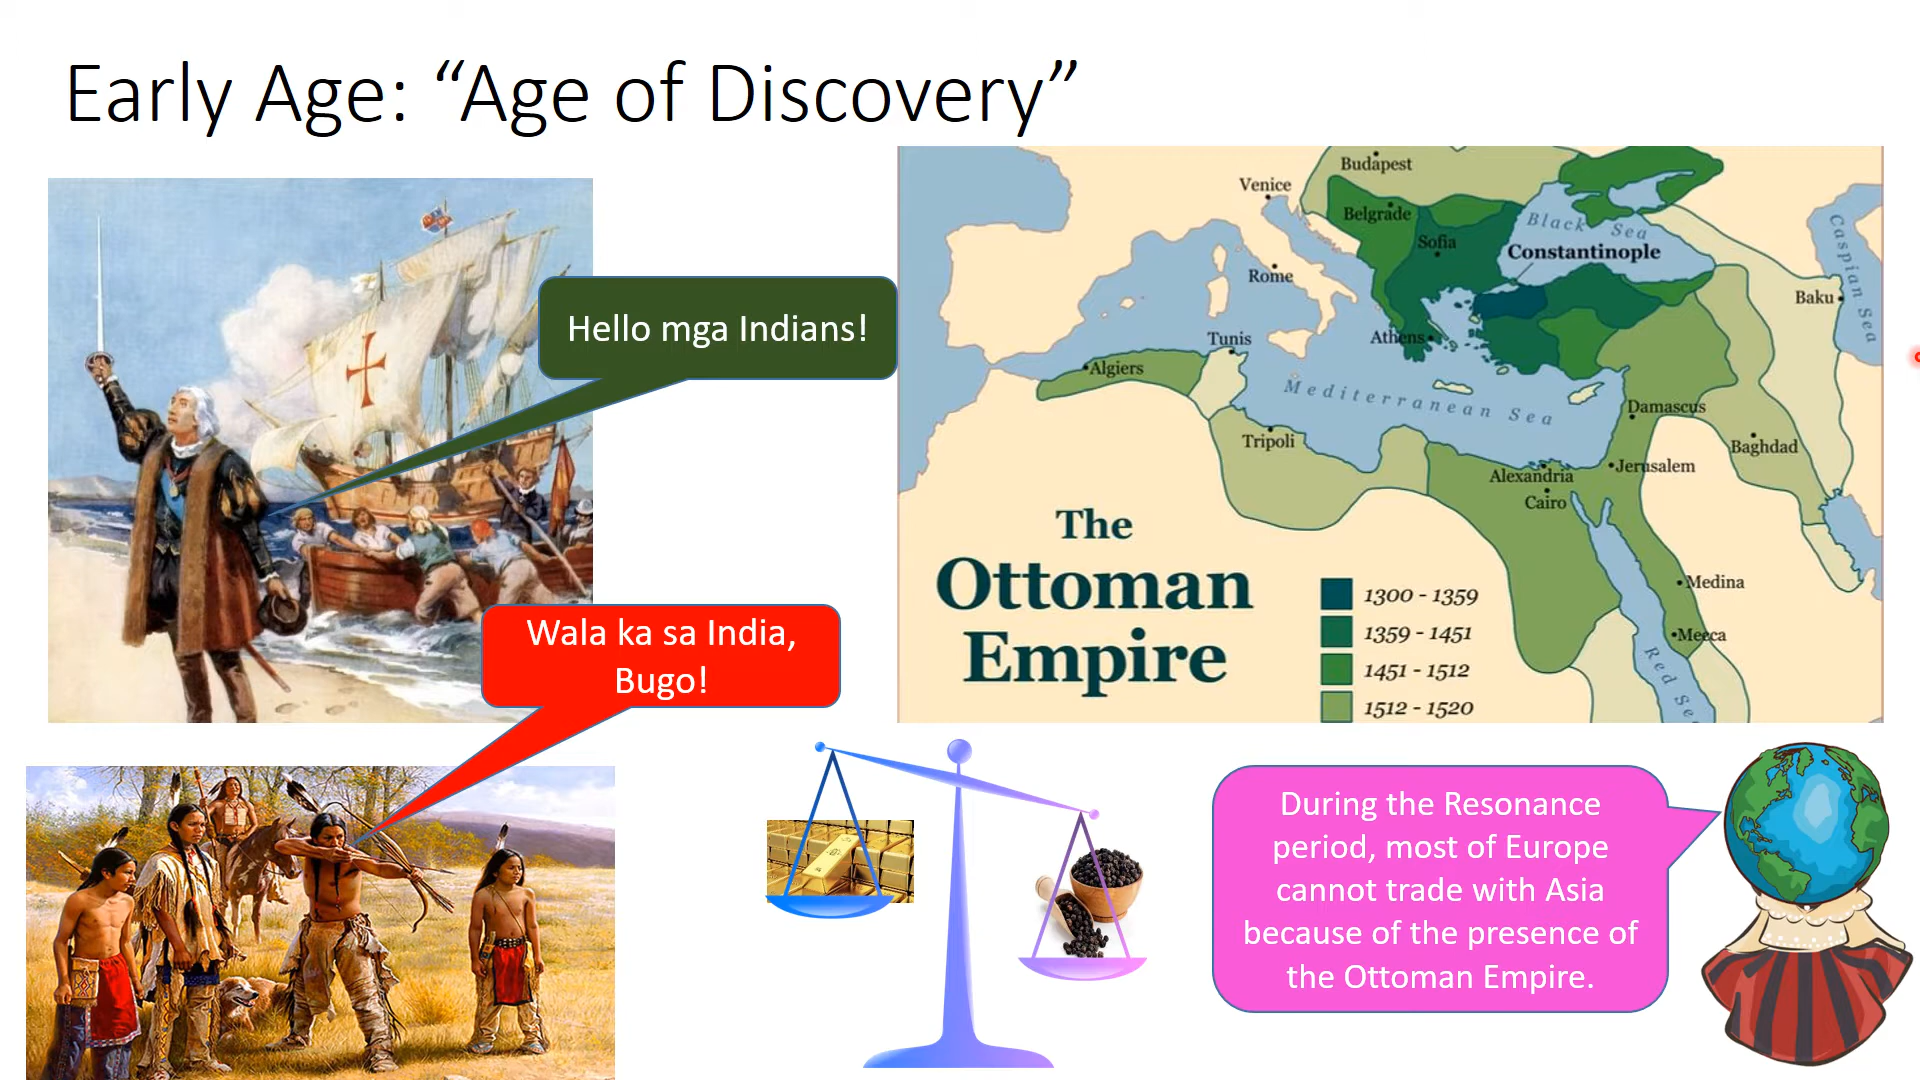 Early Age: “Age of Discovery”
Hello mga Indians!
Wala ka sa India,
Bugo!
Budapest
Venice
Belgrade
Black Sea
Sofia
Constantinople
Caspian Sea
Rome
Baku
Tunis
Athens
Algiers
Mediterranean Sea
Damascus
Tripoli
Baghdad
Jerusalem
Alexandria
Cairo
The
Ottoman
Empire
Medina
Mecca
Red Se
1300 - 1359
1359 - 1451
1451 - 1512
1512 - 1520
During the Resonance
period, most of Europe
cannot trade with Asia
because of the presence of
the Ottoman Empire.